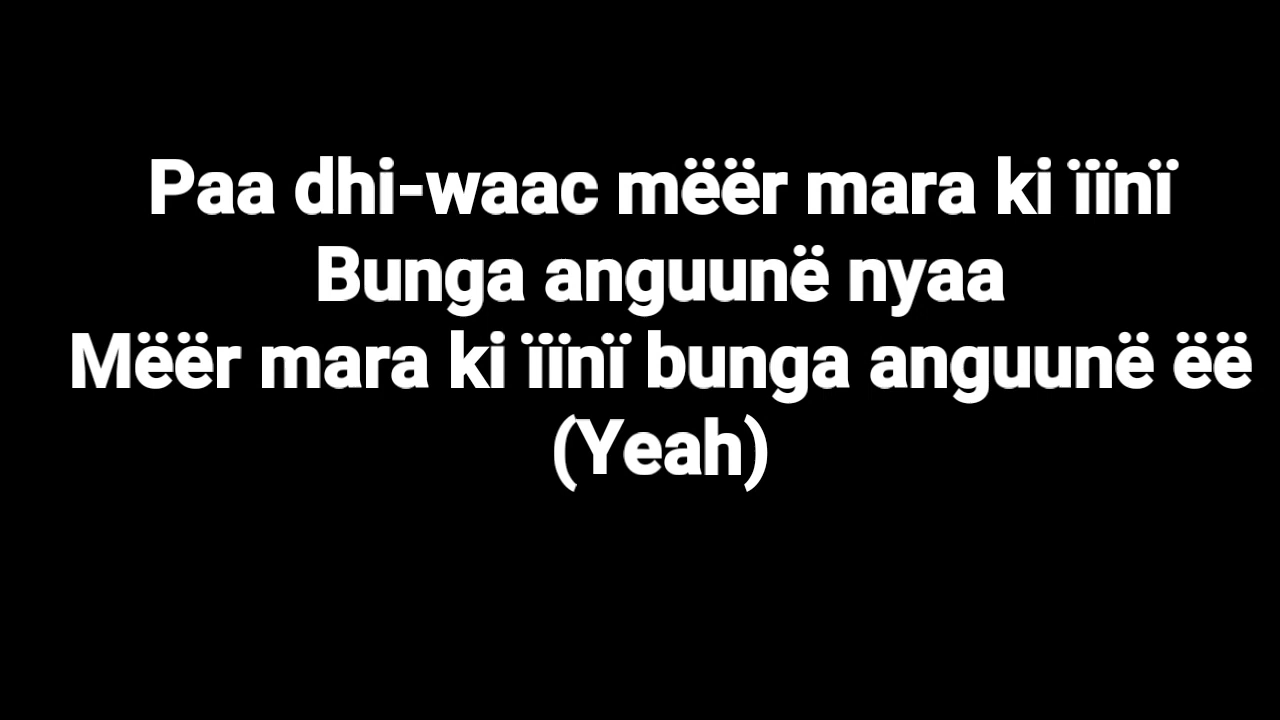 Paa dhi-waac mëër mara ki ïïnï
Bunga anguunë nyaa
Mëër mara ki ïïnï bunga anguunë ëë
(Yeah)